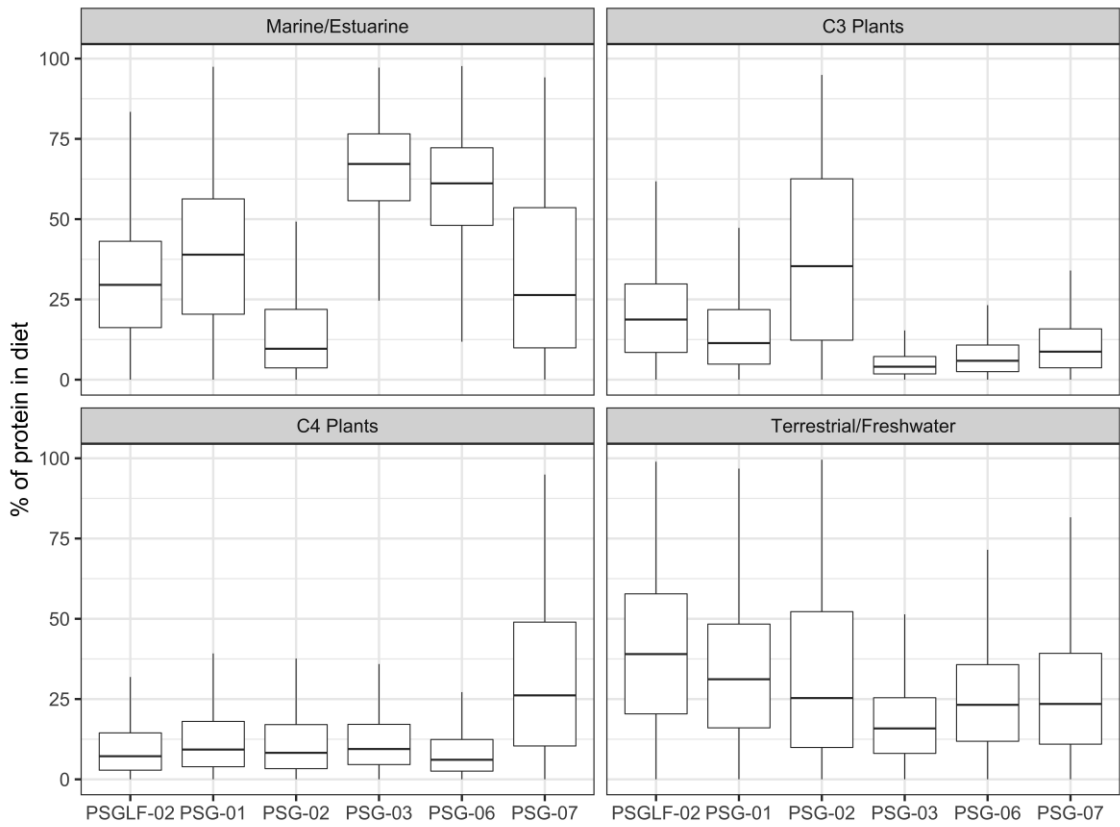 Marine/Estuarine
C3 Plants
100
75
50
25
0
% of protein in diet
C4 Plants
Terrestrial/Freshwater
100
75
50
25
0
PSGLF-02 PSG-01 PSG-02 PSG-03 PSG-06 PSG-07
PSGLF-02 PSG-01 PSG-02 PSG-03 PSG-06 PSG-07